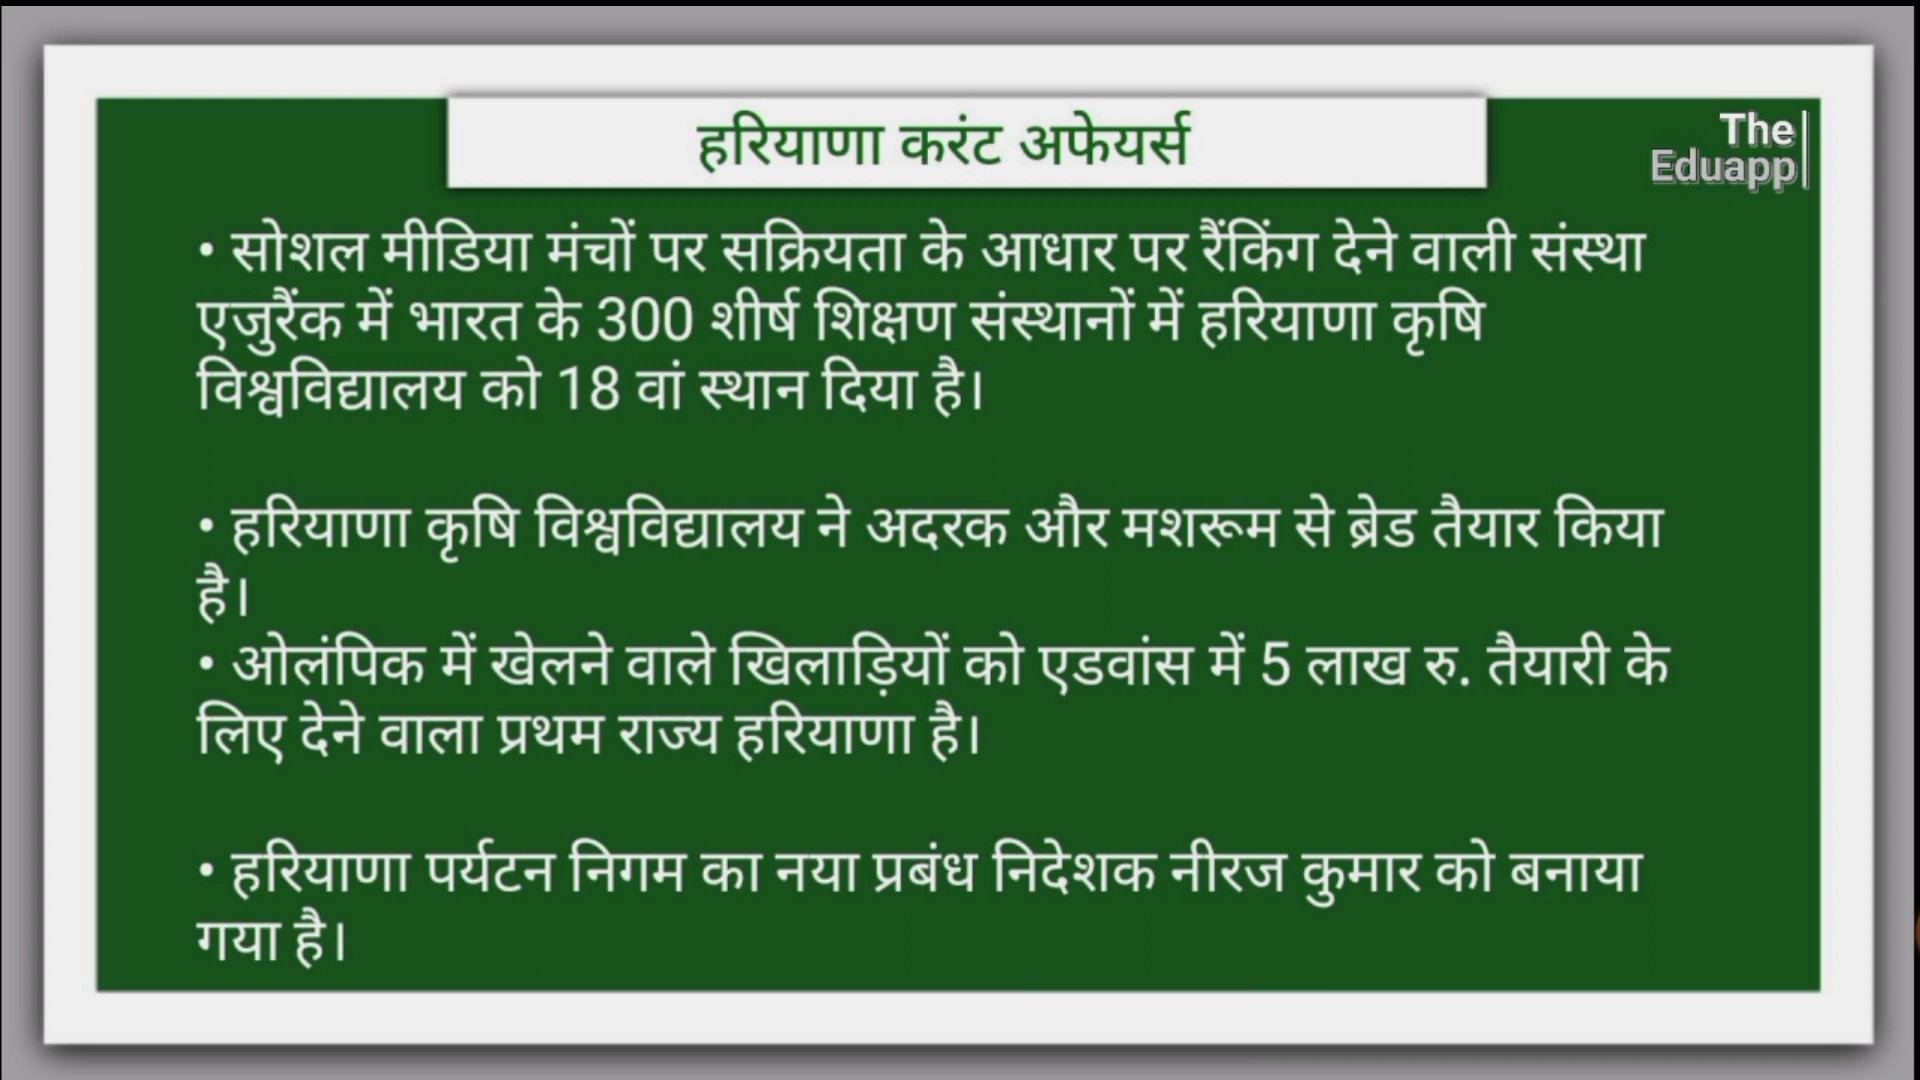 हरियाणा करंट अफेयर्स
The
Eduapp
• सोशल मीडिया मंचों पर सक्रियता के आधार पर रैंकिंग देने वाली संस्था
एजुरैंक में भारत के 300 शीर्ष शिक्षण संस्थानों में हरियाणा कृषि
विश्वविद्यालय को 18 वां स्थान दिया है।
• हरियाणा कृषि विश्वविद्यालय ने अदरक और मशरूम से ब्रेड तैयार किया
है।
• ओलंपिक में खेलने वाले खिलाड़ियों को एडवांस में 5 लाख रु. तैयारी के
लिए देने वाला प्रथम राज्य हरियाणा है।
• हरियाणा पर्यटन निगम का नया प्रबंध निदेशक नीरज कुमार को बनाया
गया है।